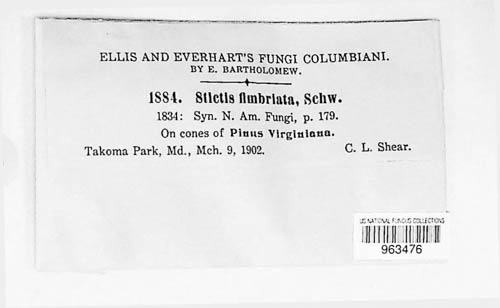 ELLIS AND EVERHART'S FUNGI COLUMBIANI.
BY E. BARTHOLOMEW.
1884. Stictis fimbriata, Schw.
1834: Syn. N. Am. Fungi, p. 179.
On cones of Pinus Virginiana.
Takoma Park, Md., Mch. 9, 1902. C. L. Shear.
US NATIONAL FUNGUS COLLECTIONS
963476